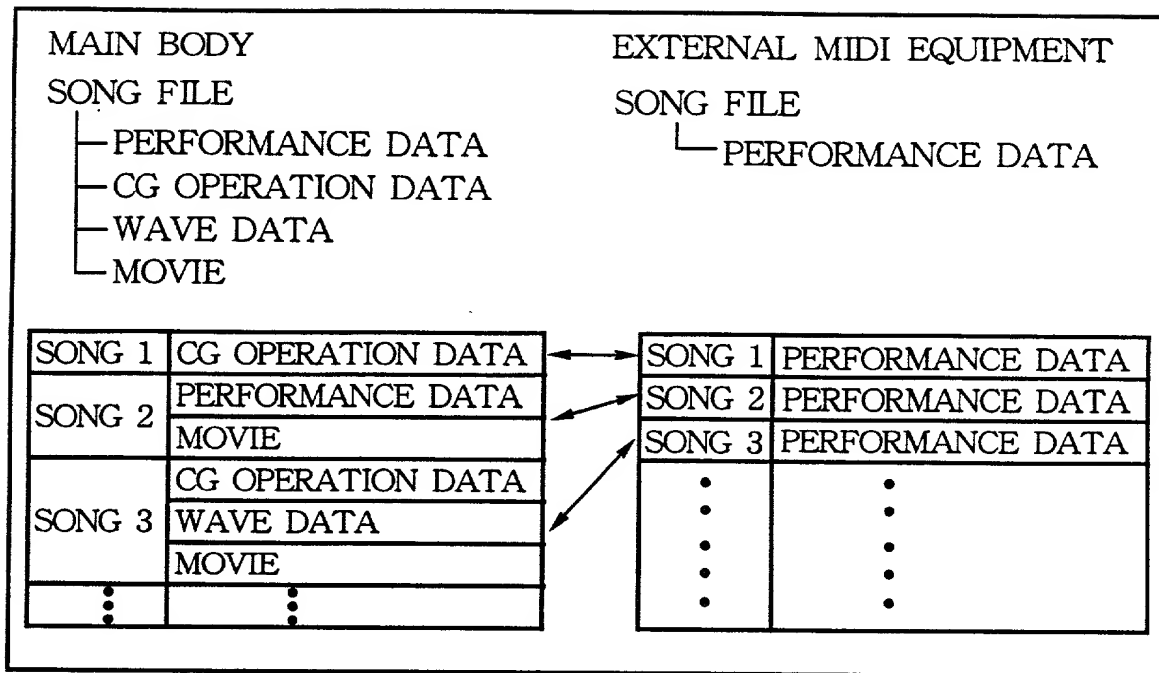 MAIN BODY
SONG FILE
PERFORMANCE DATA
CG OPERATION DATA
WAVE DATA
MOVIE
EXTERNAL MIDI EQUIPMENT
SONG FILE
PERFORMANCE DATA
SONG 1 CG OPERATION DATA
SONG 2 PERFORMANCE DATA
MOVIE
SONG 3 CG OPERATION DATA
WAVE DATA
MOVIE
SONG 1 PERFORMANCE DATA
SONG 2 PERFORMANCE DATA
SONG 3 PERFORMANCE DATA